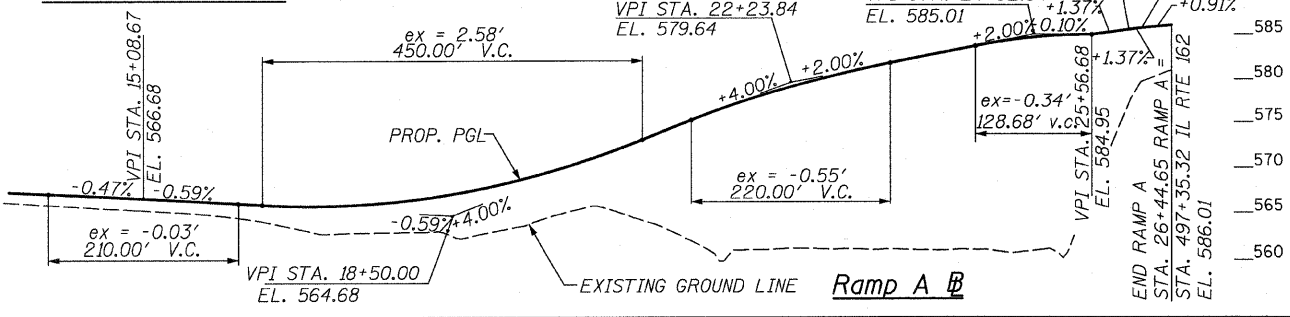 VPI STA. 22+23.84
EL. 579.64
EL. 585.01
+1.37%
+0.91%
585
ex = 2.58'
450.00' V.C.
VPI STA. 15+08.67
EL. 566.68
+4.00%
+2.00%
+2.00%
+0.10%
+1.37%
580
ex=-0.34'
128.68' V.C.
575
PROP. PGL
VPI STA. 25+56.68
EL. 584.95
570
-0.47%
-0.59%
ex = -0.55'
220.00' V.C.
-0.59%
+4.00%
565
ex = -0.03'
210.00' V.C.
560
VPI STA. 18+50.00
EL. 564.68
EXISTING GROUND LINE
Ramp A
END RAMP A
STA. 26+44.65 RAMP A =
STA. 497+35.32 IL RTE 162
EL. 586.01